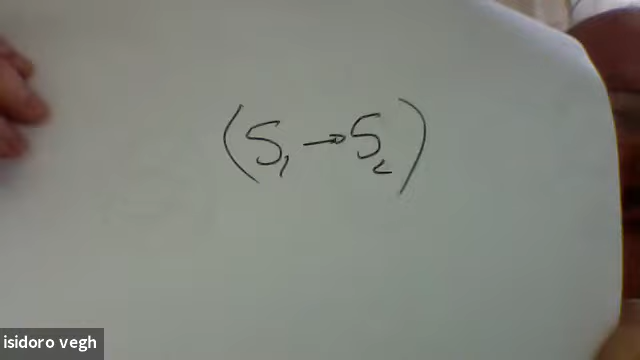 (S₁ → S₂)
isidoro vegh